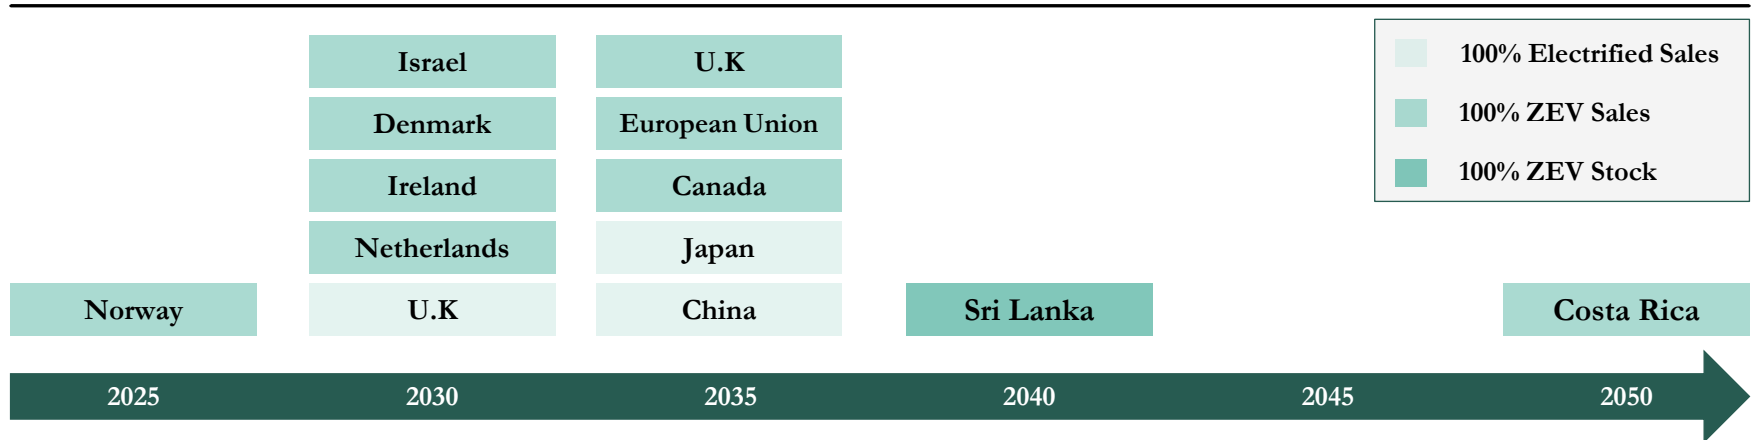 Israel
U.K
100% Electrified Sales
Denmark
European Union
100% ZEV Sales
Ireland
Canada
100% ZEV Stock
Netherlands
Japan
Norway
U.K
China
Sri Lanka
Costa Rica
2025
2030
2035
2040
2045
2050